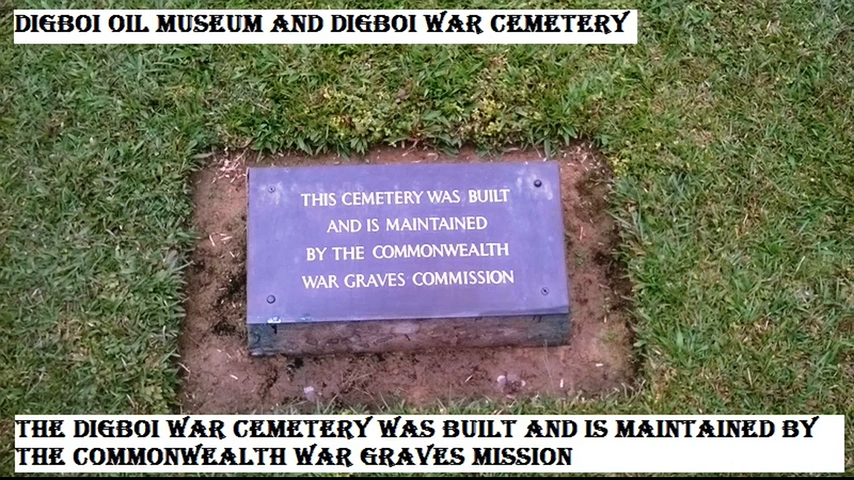 DIGBOI OIL MUSEUM AND DIGBOI WAR CEMETERY
THIS CEMETERY WAS BUILT
AND IS MAINTAINED
BY THE COMMONWEALTH
WAR GRAVES COMMISSION
THE DIGBOI WAR CEMETERY WAS BUILT AND IS MAINTAINED BY
THE COMMONWEALTH WAR GRAVES MISSION